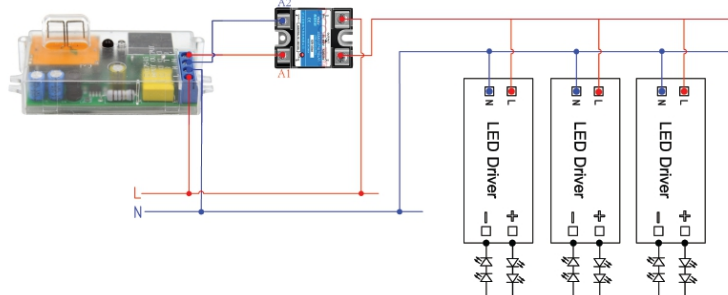 A2
A1
L
N
N L
LED Driver
- +
N L
LED Driver
- +
N L
LED Driver
- +